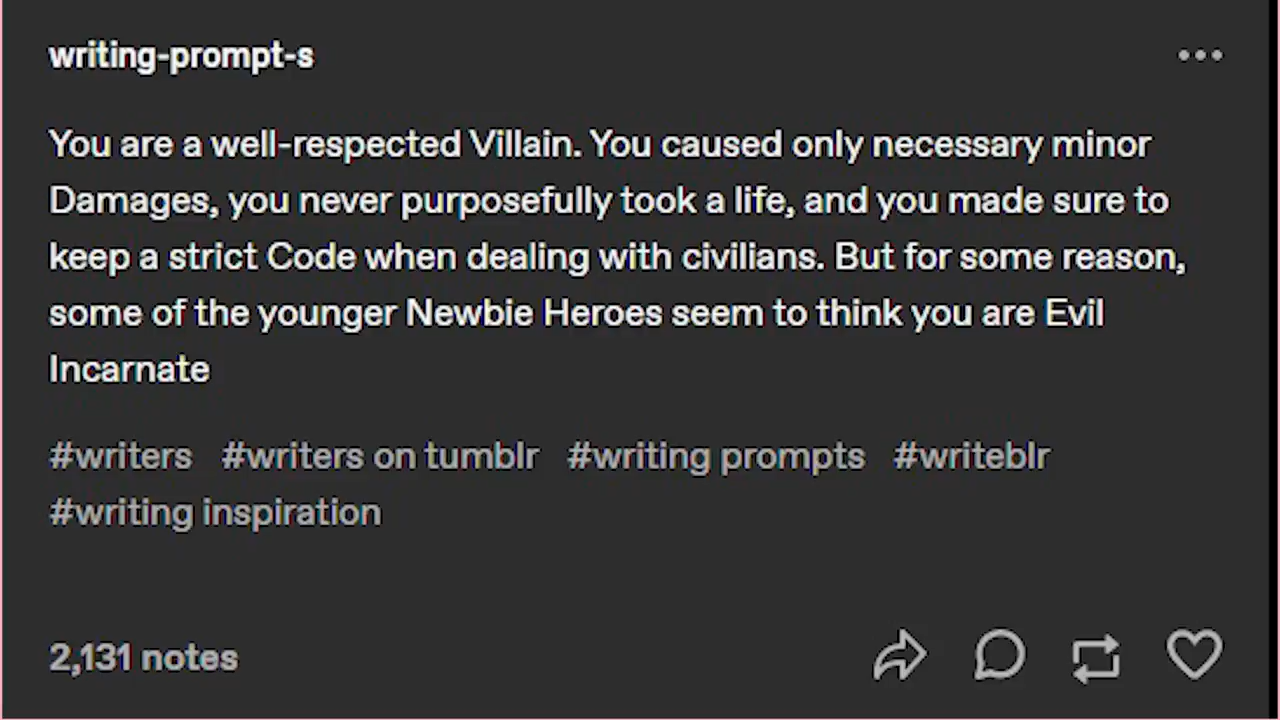 writing-prompt-s
You are a well-respected Villain. You caused only necessary minor
Damages, you never purposefully took a life, and you made sure to
keep a strict Code when dealing with civilians. But for some reason,
some of the younger Newbie Heroes seem to think you are Evil
Incarnate
#writers #writers on tumblr #writing prompts #writeblr
#writing inspiration
2,131 notes